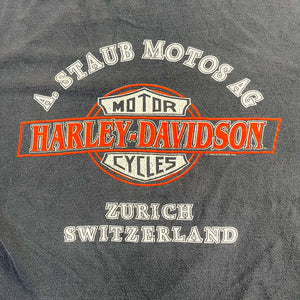 A. STAUB MOTOS AG
MOTOR
HARLEY-DAVIDSON
CYCLES
ZURICH
SWITZERLAND